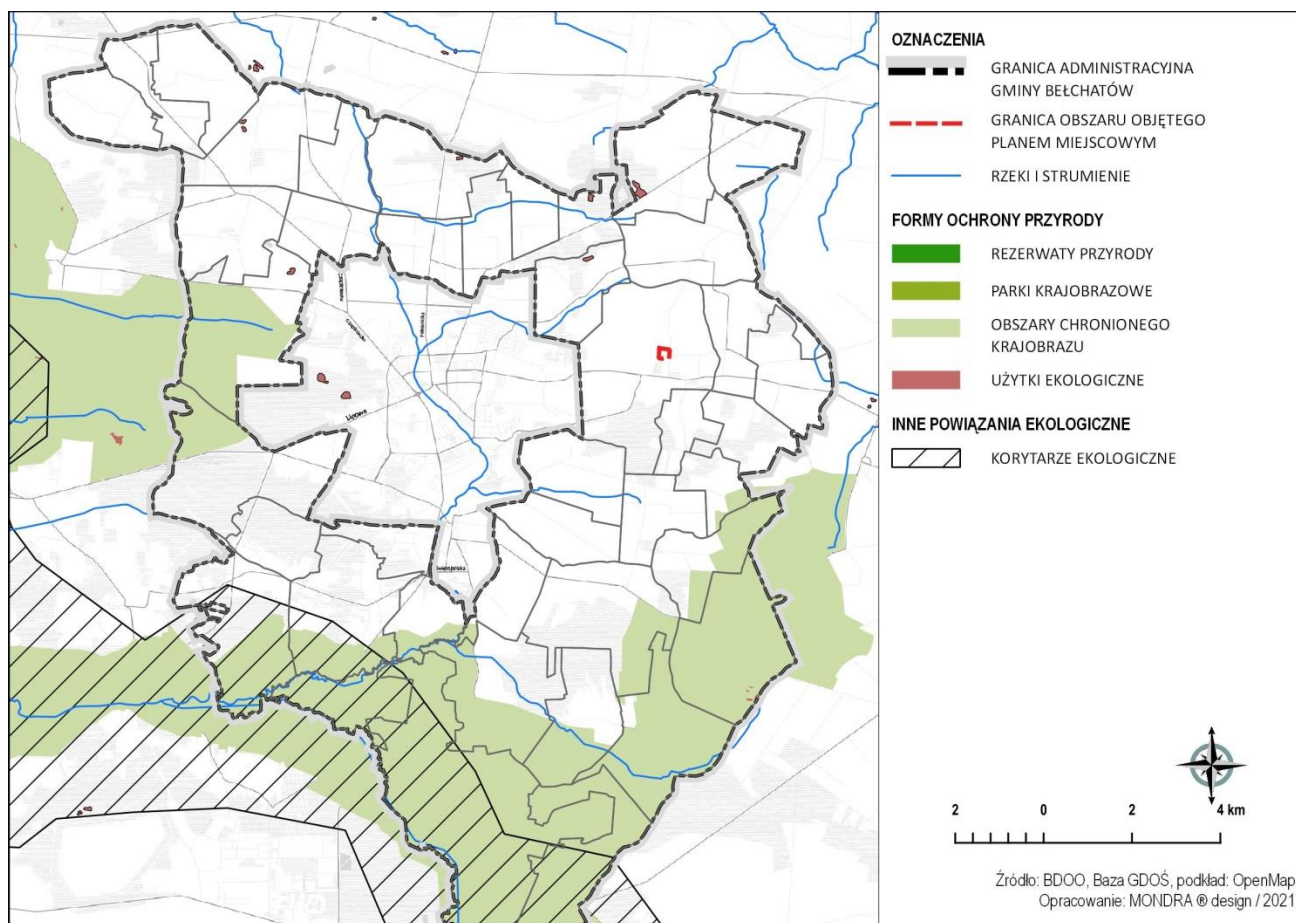 OZNACZENIA
GRANICA ADMINISTRACYJNA
GMINY BEŁCHATÓW
GRANICA OBSZARU OBJĘTEGO
PLANEM MIEJSCOWYM
RZEKI I STRUMIENIE
FORMY OCHRONY PRZYRODY
REZERWATY PRZYRODY
PARKI KRAJOBRAZOWE
OBSZARY CHRONIONEGO
KRAJOBRAZU
UŻYTKI EKOLOGICZNE
INNE POWIĄZANIA EKOLOGICZNE
KORYTARZE EKOLOGICZNE
Lipowa
2 0 2 4 km
Źródło: BDOO, Baza GDOŚ, podkład: OpenMap
Opracowanie: MONDRA ® design / 2021